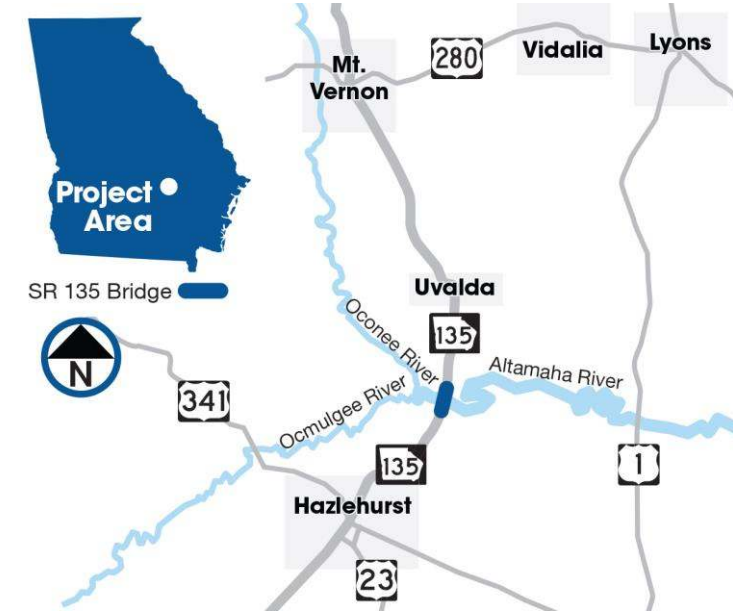 Mt.
Vernon
280
Vidalia
Lyons
Project
Area
SR 135 Bridge
N
Uvalda
135
Oconee River
Altamaha River
341
Ocmulgee River
135
1
Hazlehurst
23